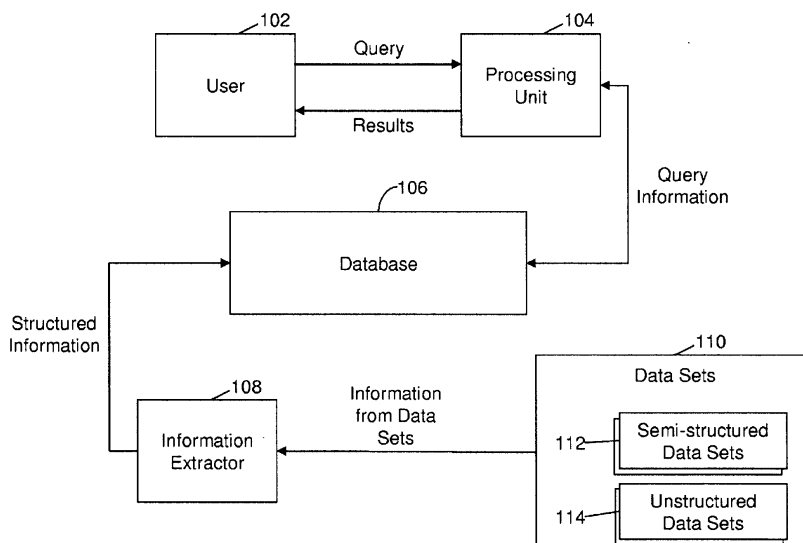 102
104
Query
User
Processing
Unit
Results
106
Query
Information
Database
Structured
Information
110
Data Sets
108
Information
from Data
Sets
Information
Extractor
112
Semi-structured
Data Sets
114
Unstructured
Data Sets